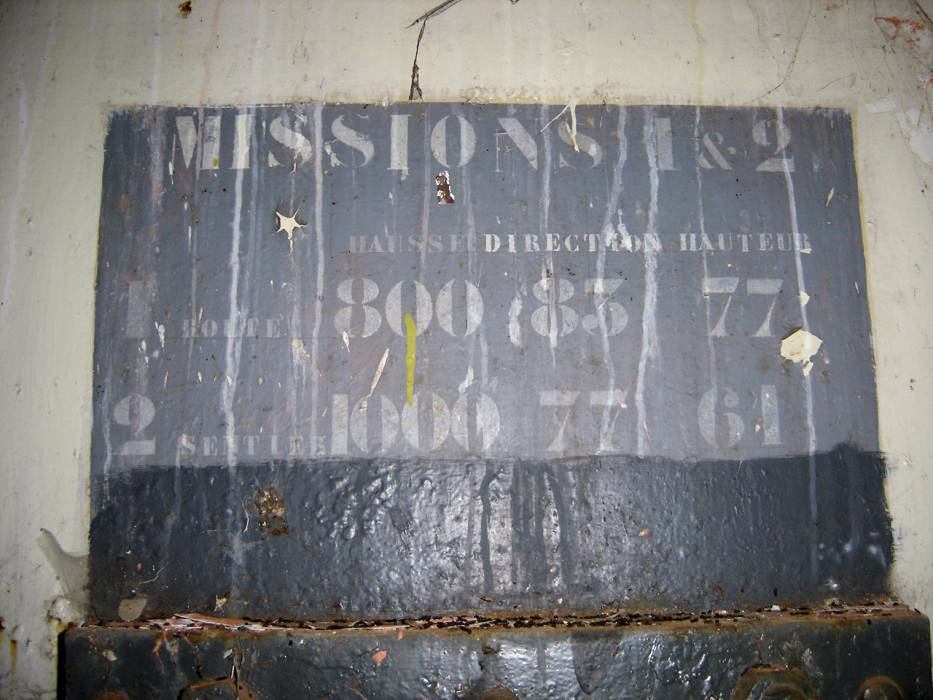 MISSIONS 1 & 2
HAUSSE DIRECTION HAUTEUR
1 ROUTE 800 83 77
2 SENTIER 1000 77 61